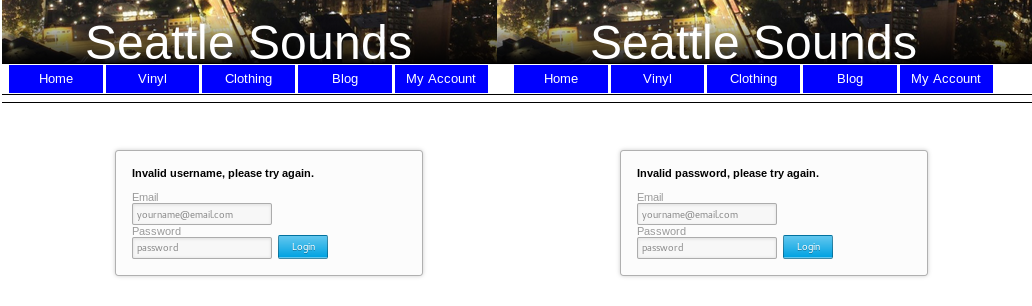 Seattle Sounds
Home Vinyl Clothing Blog My Account
Invalid username, please try again.
Email
yourname@email.com
Password
password Login
Seattle Sounds
Home Vinyl Clothing Blog My Account
Invalid password, please try again.
Email
yourname@email.com
Password
password Login